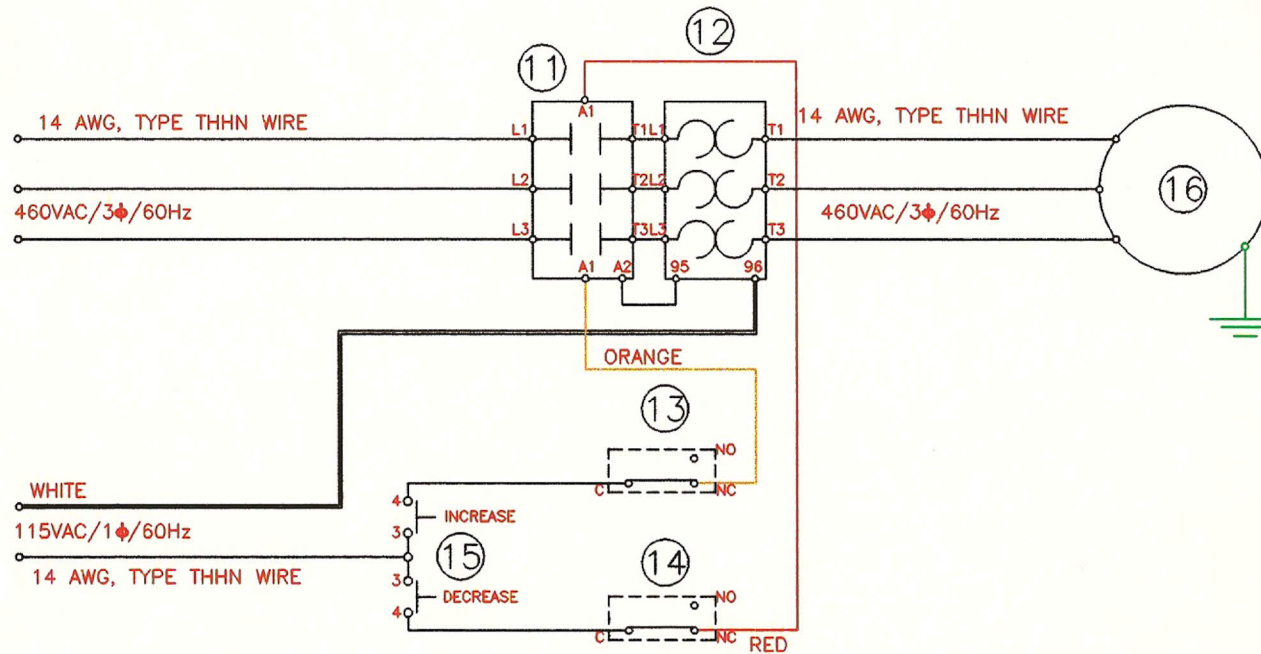 12
11
A1
14 AWG, TYPE THHN WIRE
L1
T1L1
T1
14 AWG, TYPE THHN WIRE
L2
T2L2
T2
16
460VAC/3ϕ/60Hz
460VAC/3ϕ/60Hz
L3
T3L3
T3
A1
A2
95
96
ORANGE
13
NO
WHITE
C
NC
4
INCREASE
115VAC/1ϕ/60Hz
3
15
14
14 AWG, TYPE THHN WIRE
3
DECREASE
NO
4
C
NC
RED